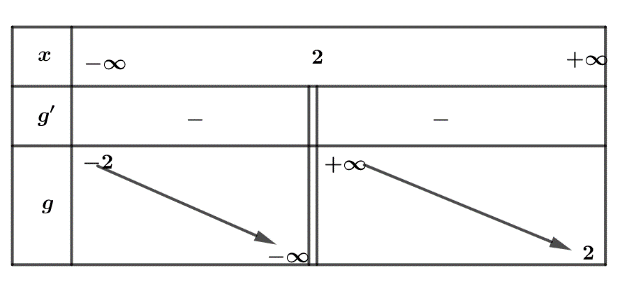 x −∞ 2 +∞
g′ − −
−2 +∞
g
−∞ 2